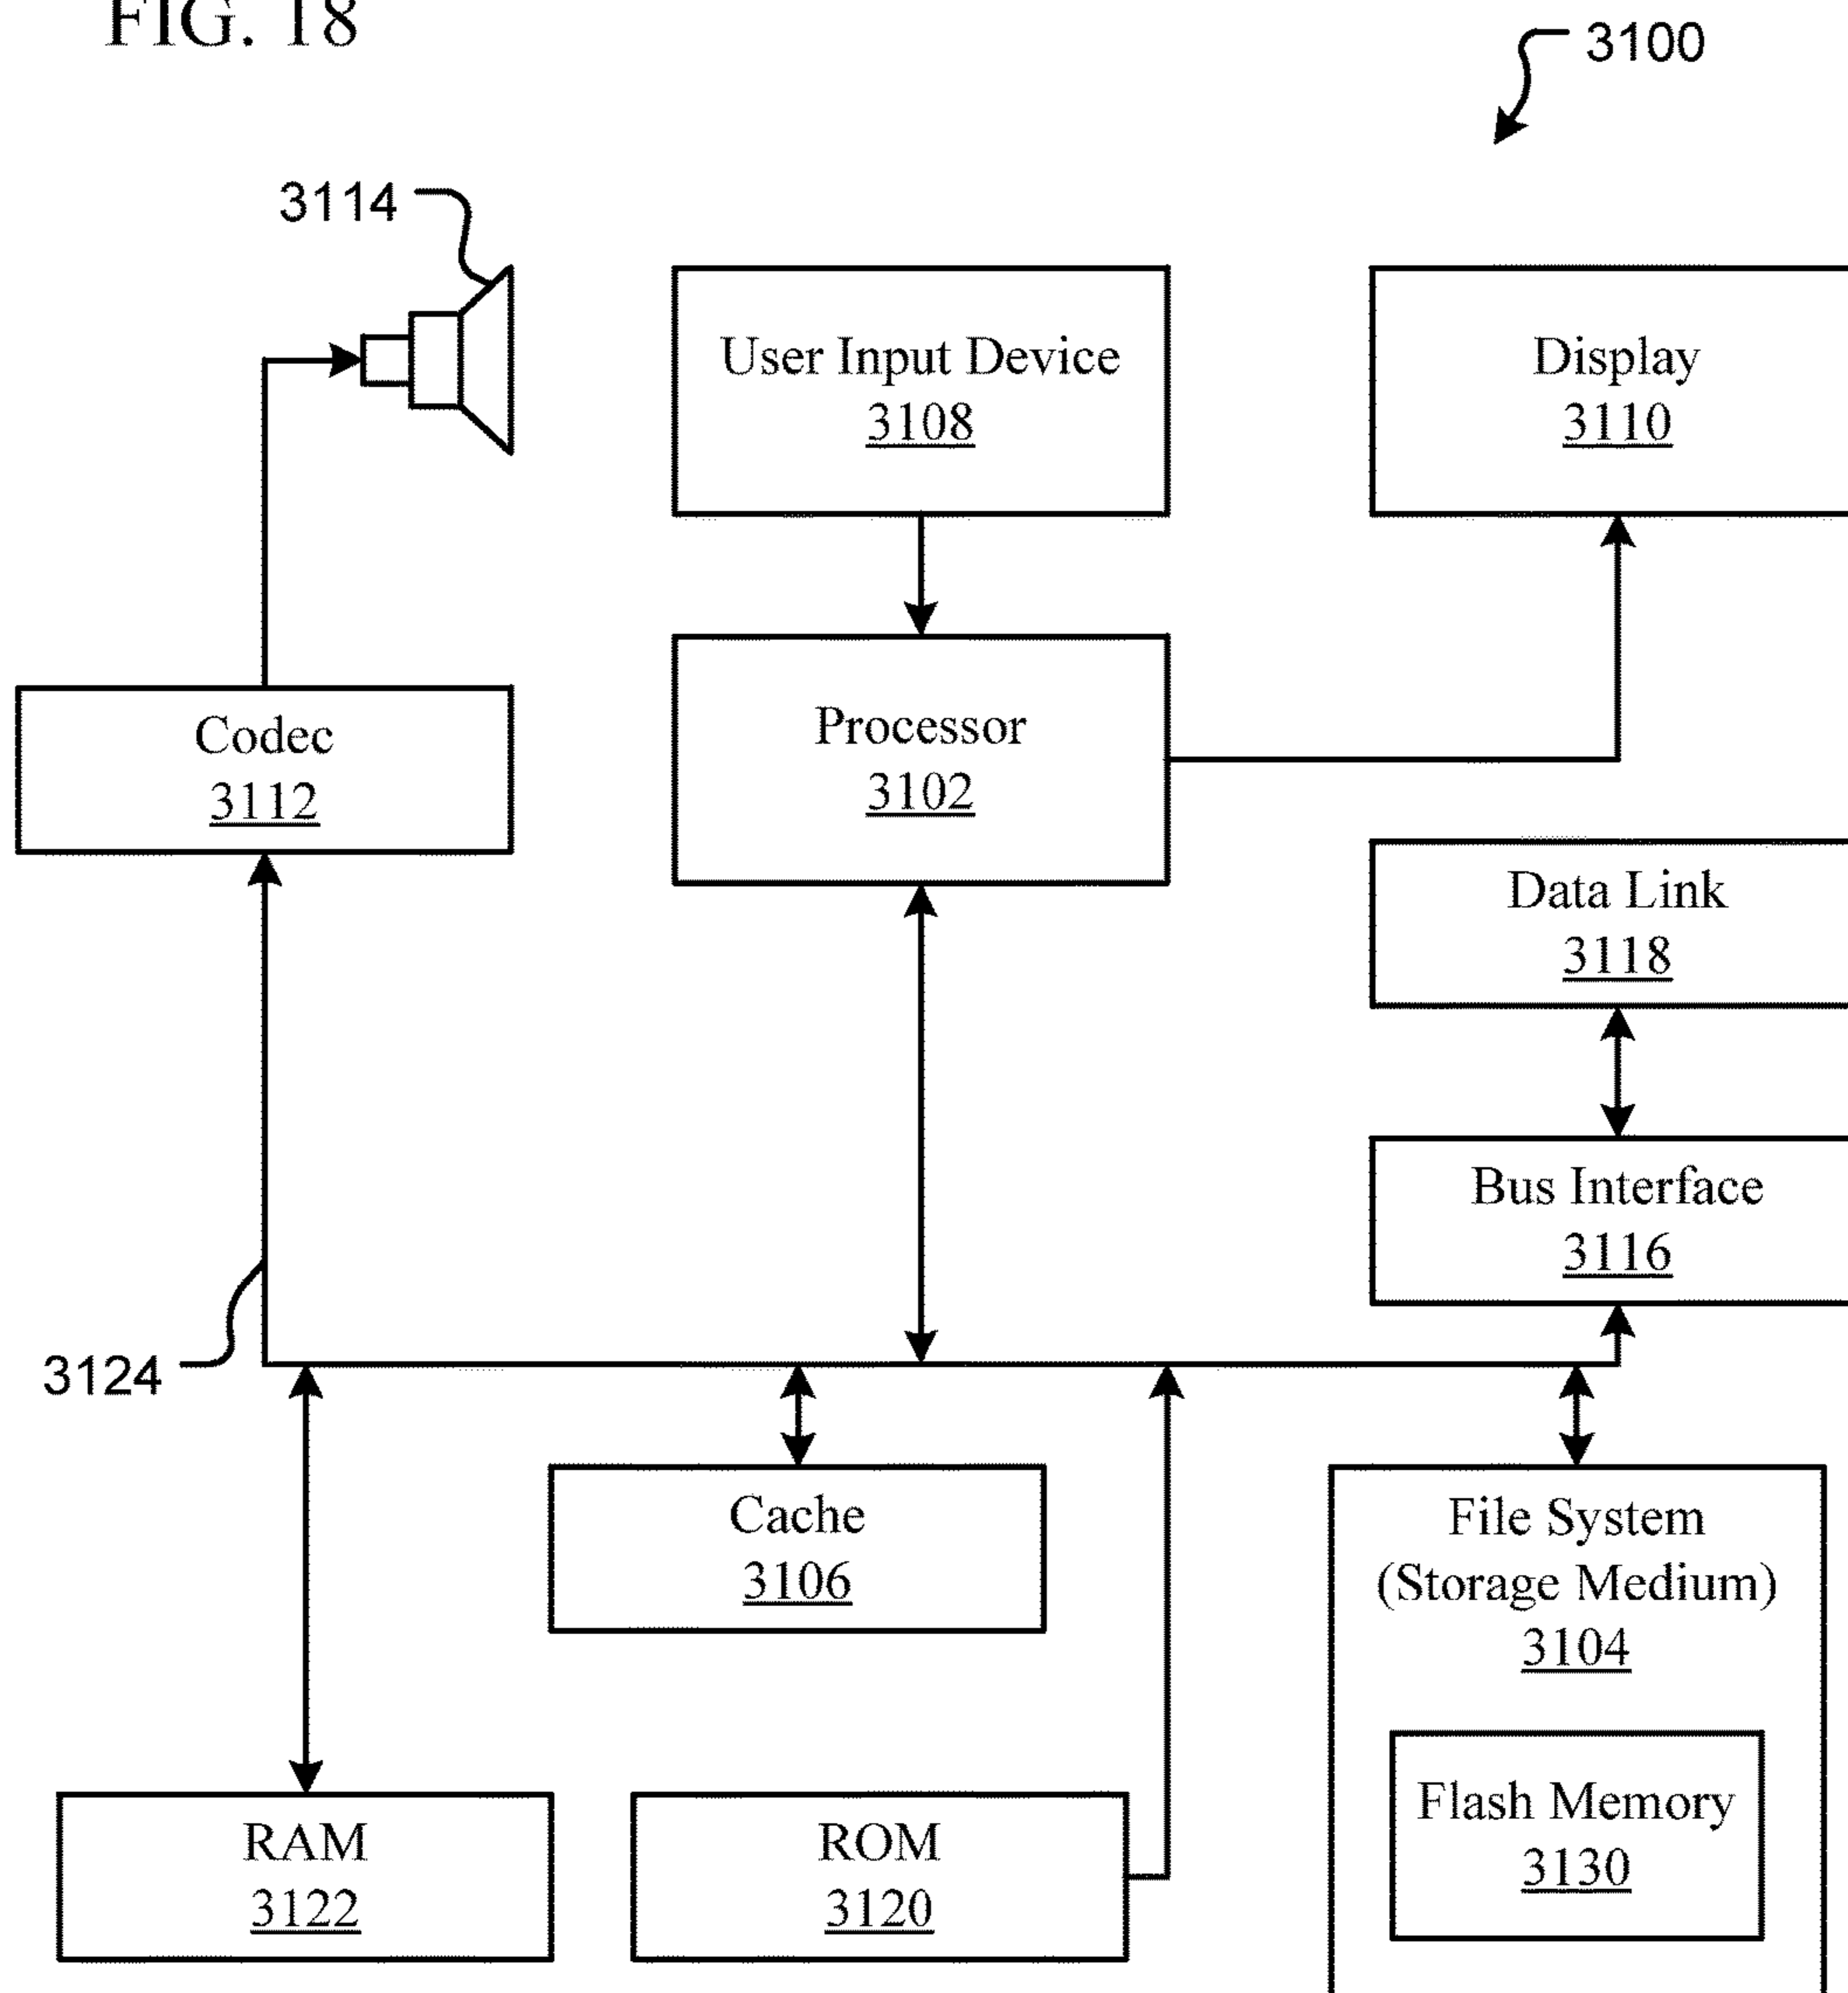 FIG. 18
3100
3114
User Input Device
3108
Display
3110
Codec
3112
Processor
3102
Data Link
3118
Bus Interface
3116
3124
Cache
3106
File System
(Storage Medium)
3104
Flash Memory
3130
RAM
3122
ROM
3120